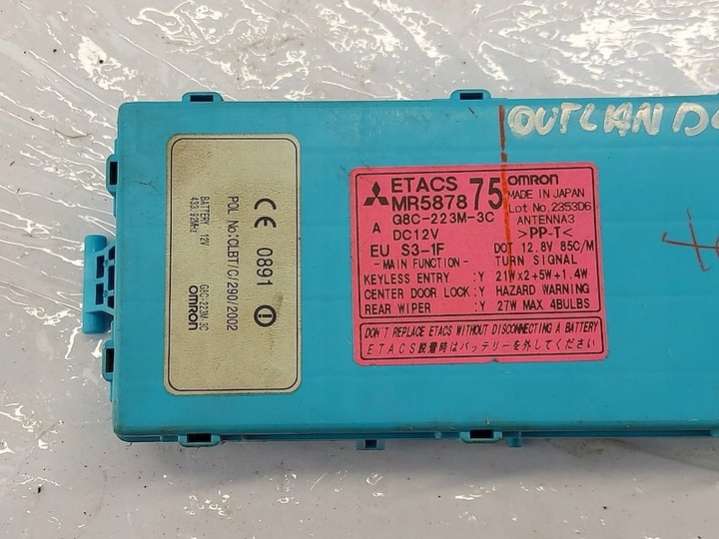 OUTLAND
CE 0891
POL No:CLBT/C/290/2002
BATTERY 12V G8C-223M-3C
433.92MHz OMRON
ETACS 75 OMRON
MR5878 MADE IN JAPAN
G8C-223M-3C Lot No.2353D6
A DC12V ANTENNA3
>PP-T<
EU S3-1F DCT 12.8V 85C/M
-MAIN FUNCTION- TURN SIGNAL
KEYLESS ENTRY :Y 21W×2+5W+1.4W
CENTER DOOR LOCK :Y HAZARD WARNING
REAR WIPER :Y 27W MAX 4BULBS
DON'T REPLACE ETACS WITHOUT DISCONNECTING A BATTERY
ETACS脱着時はバッテリーを外してください